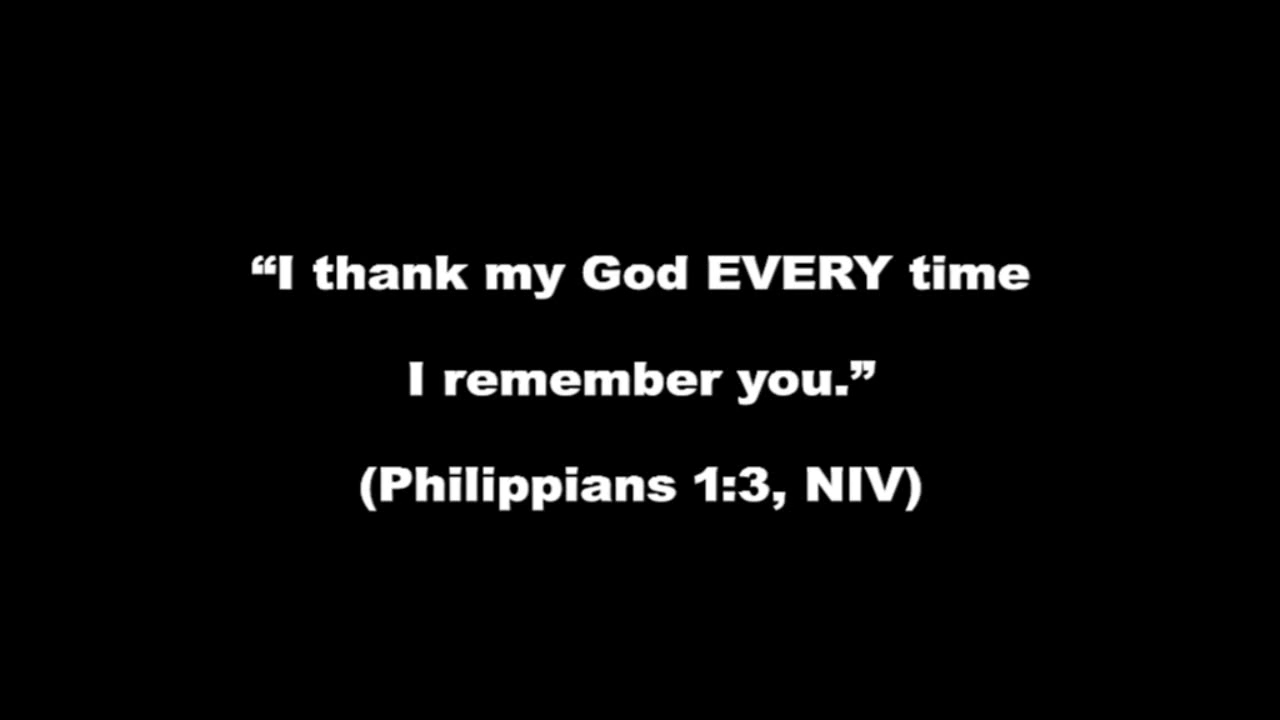 “I thank my God EVERY time
I remember you.”
(Philippians 1:3, NIV)